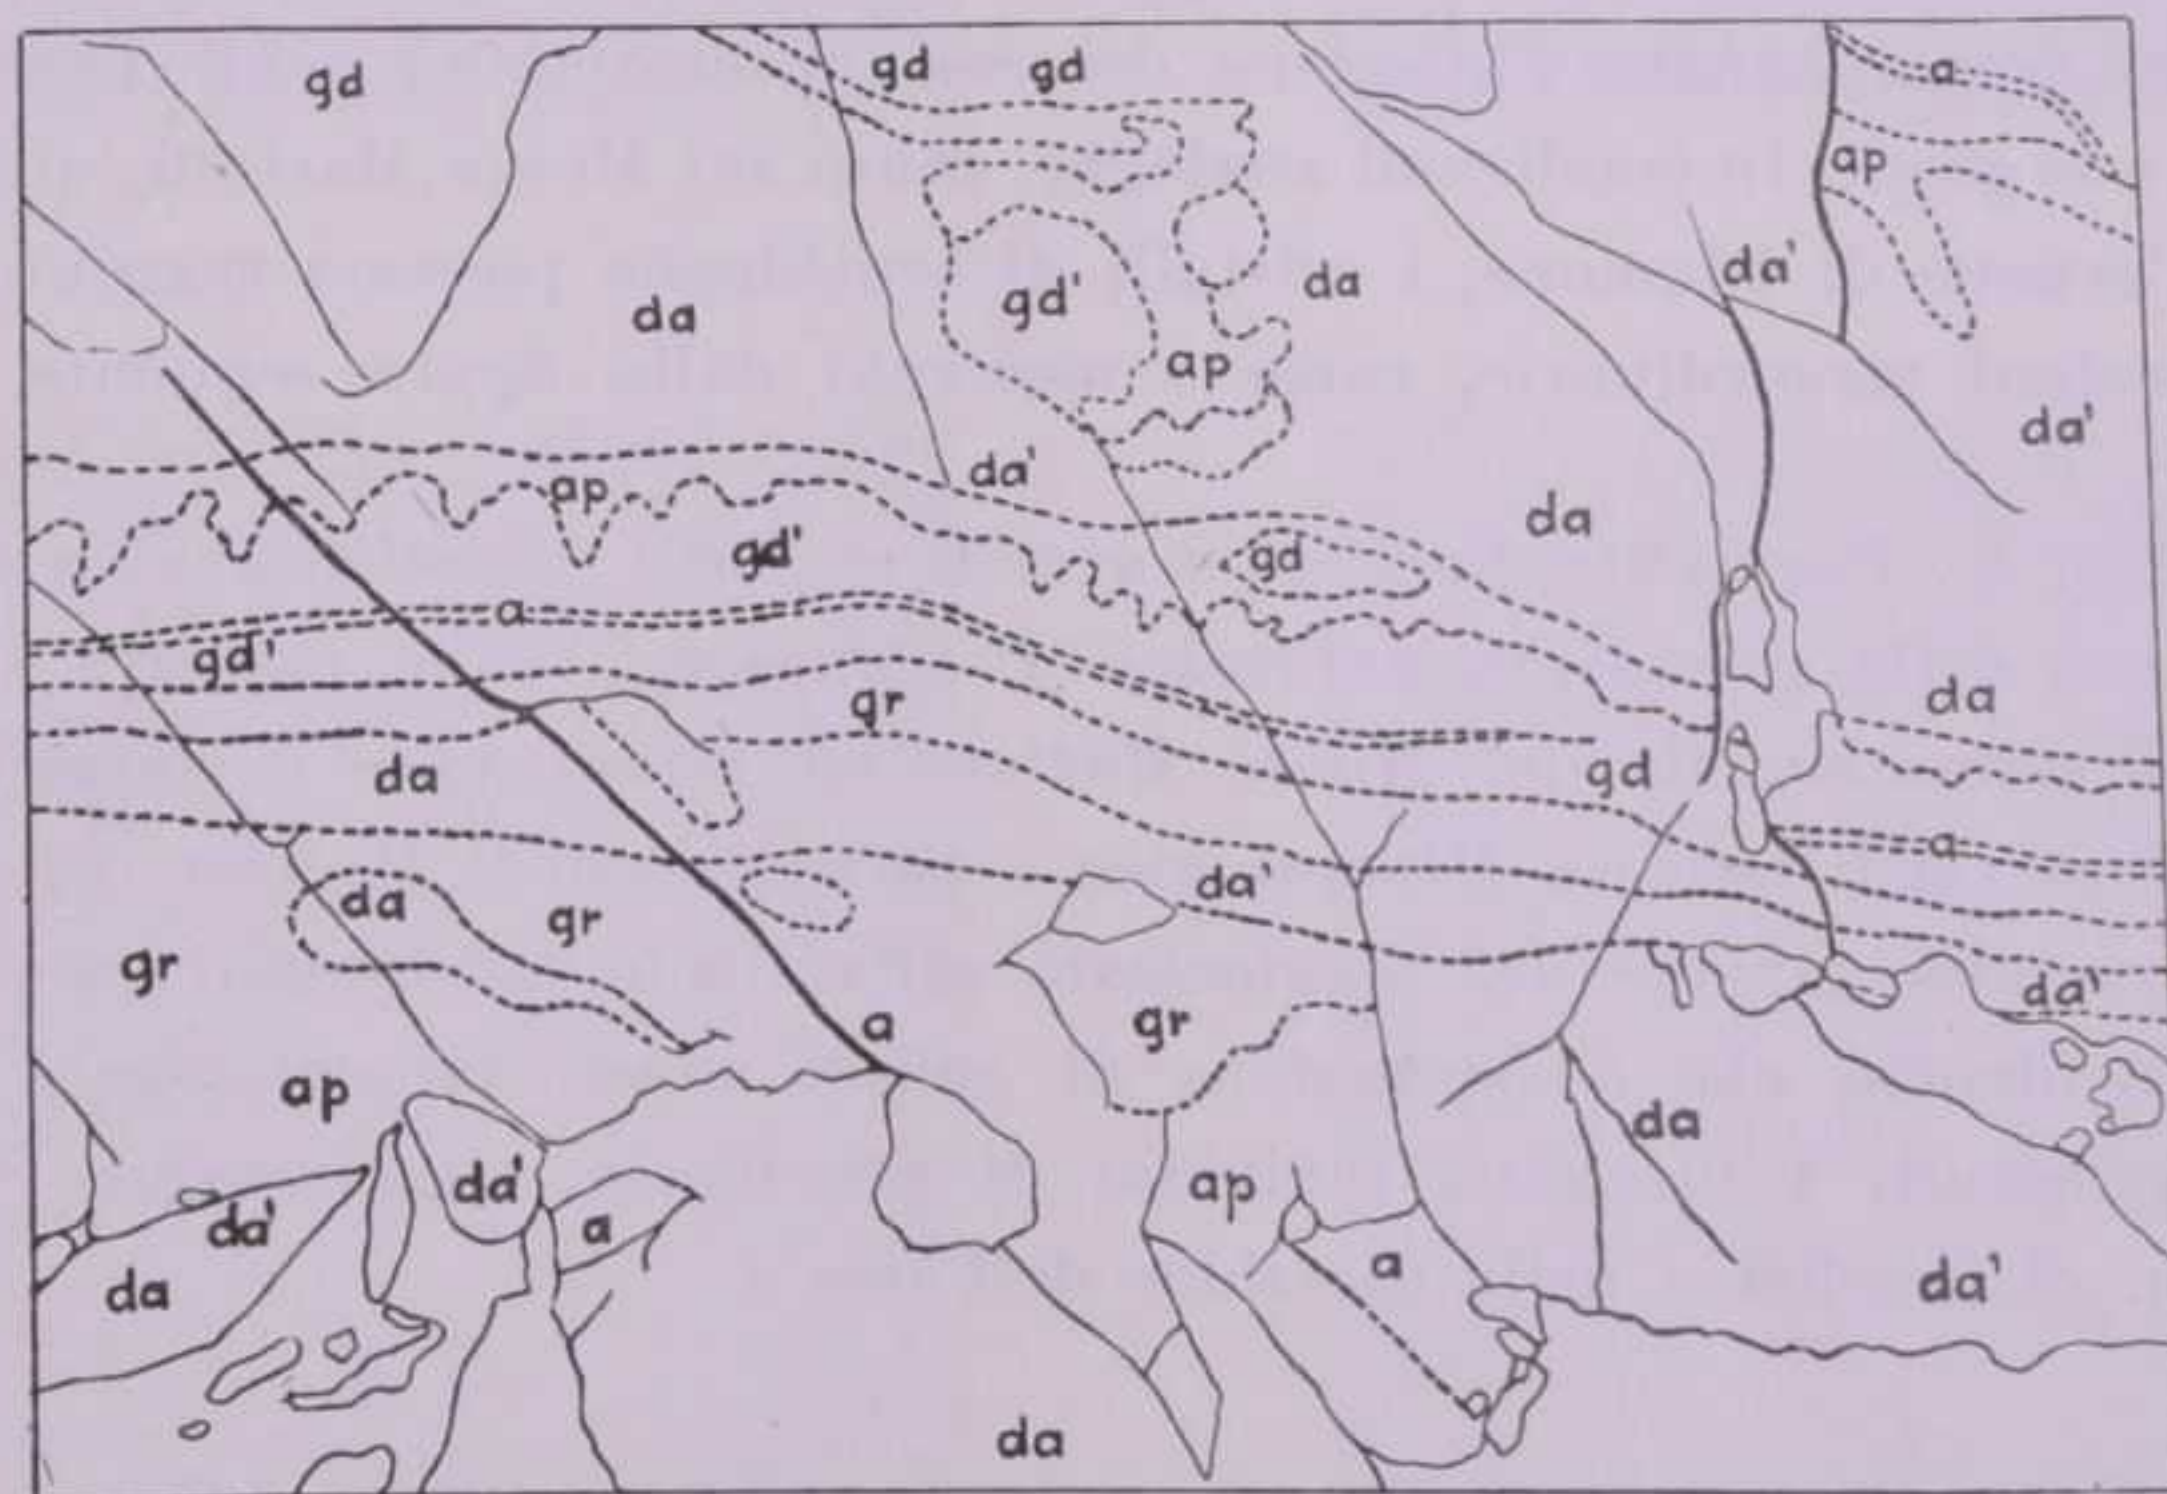 gd gd gd a
ap
gd' da da'
da ap
da'
ap da' da
gd' gd
a
gd' gr da
da gd
a
da gr da' da'
gr a gr
ap da
da' ap
da' a a
da da'
da